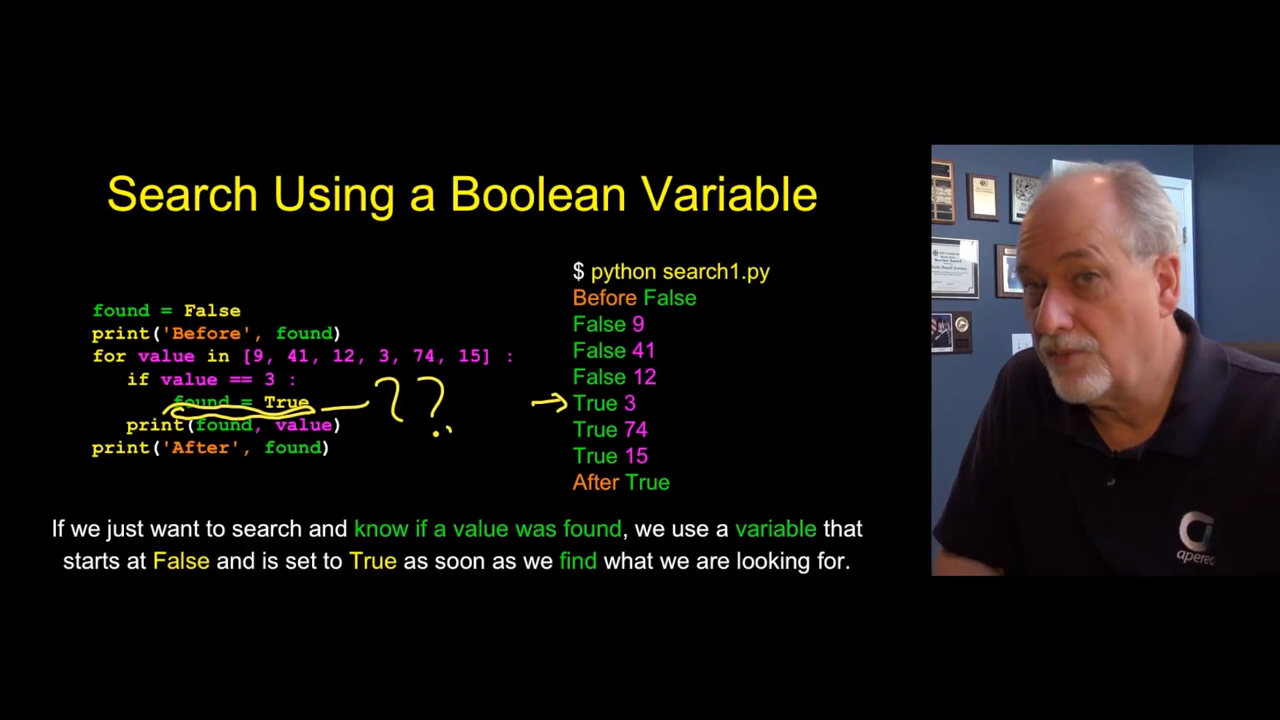 Search Using a Boolean Variable
found = False
print('Before', found)
for value in [9, 41, 12, 3, 74, 15] :
if value == 3 :
found = True
print(found, value)
print('After', found)
??
$ python search1.py
Before False
False 9
False 41
False 12
True 3
True 74
True 15
After True
If we just want to search and know if a value was found, we use a variable that
starts at False and is set to True as soon as we find what we are looking for.
apereo